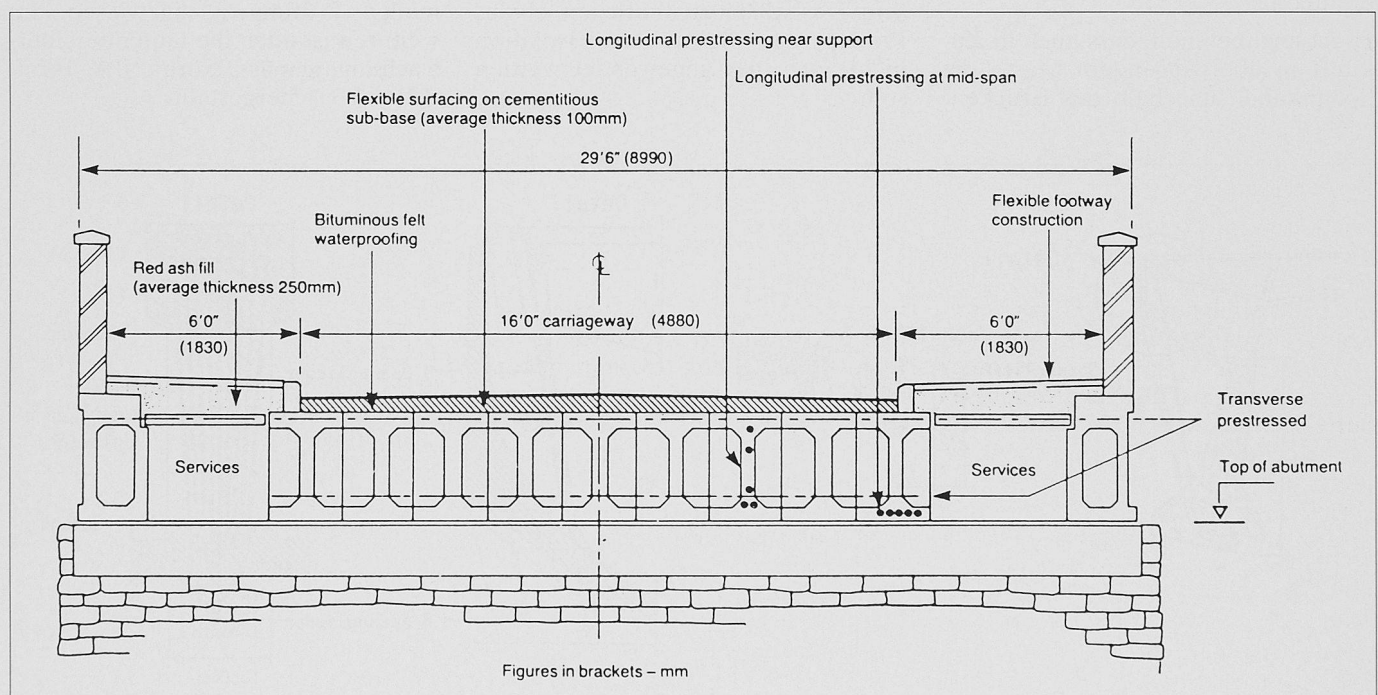 Longitudinal prestressing near support
Longitudinal prestressing at mid-span
Flexible surfacing on cementitious
sub-base (average thickness 100mm)
29'6" (8990)
Flexible footway
construction
Bituminous felt
waterproofing
℄
Red ash fill
(average thickness 250mm)
6'0"
(1830)
16'0" carriageway (4880)
6'0"
(1830)
Transverse
prestressed
Services
Services
Top of abutment
Figures in brackets – mm